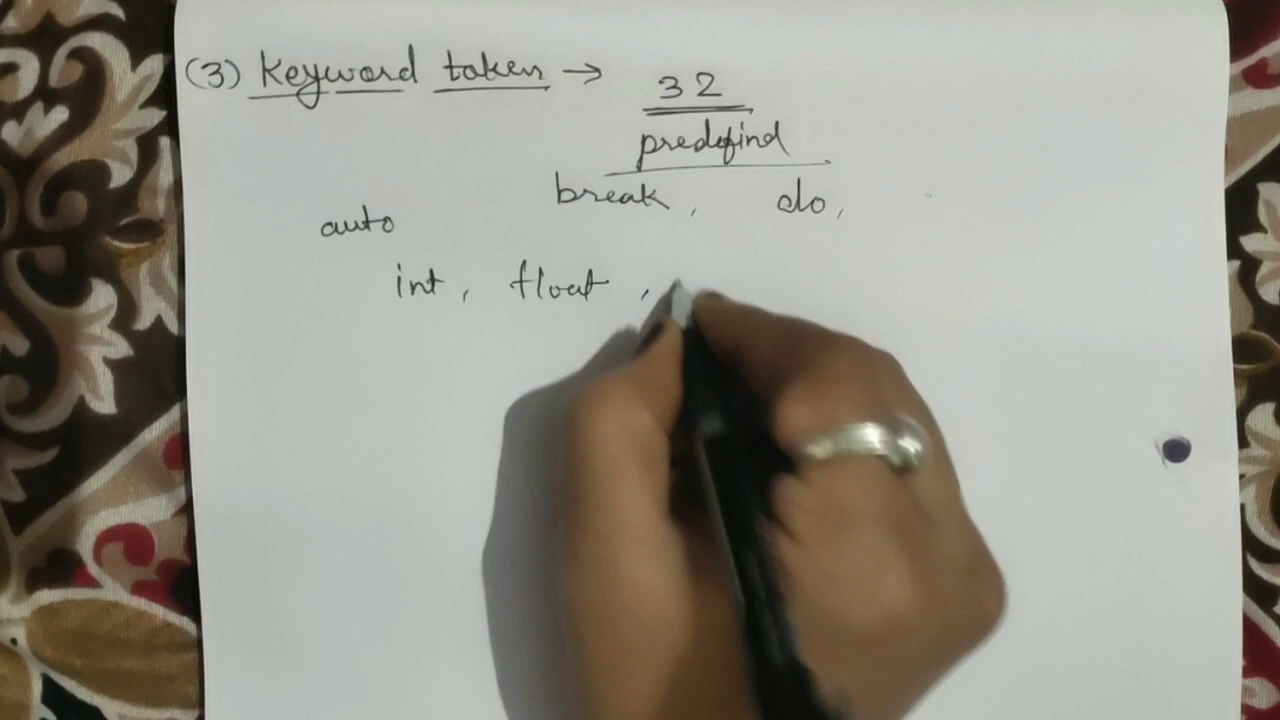 (3) Keyword token → 32
predefind
break, do,
auto
int, float,